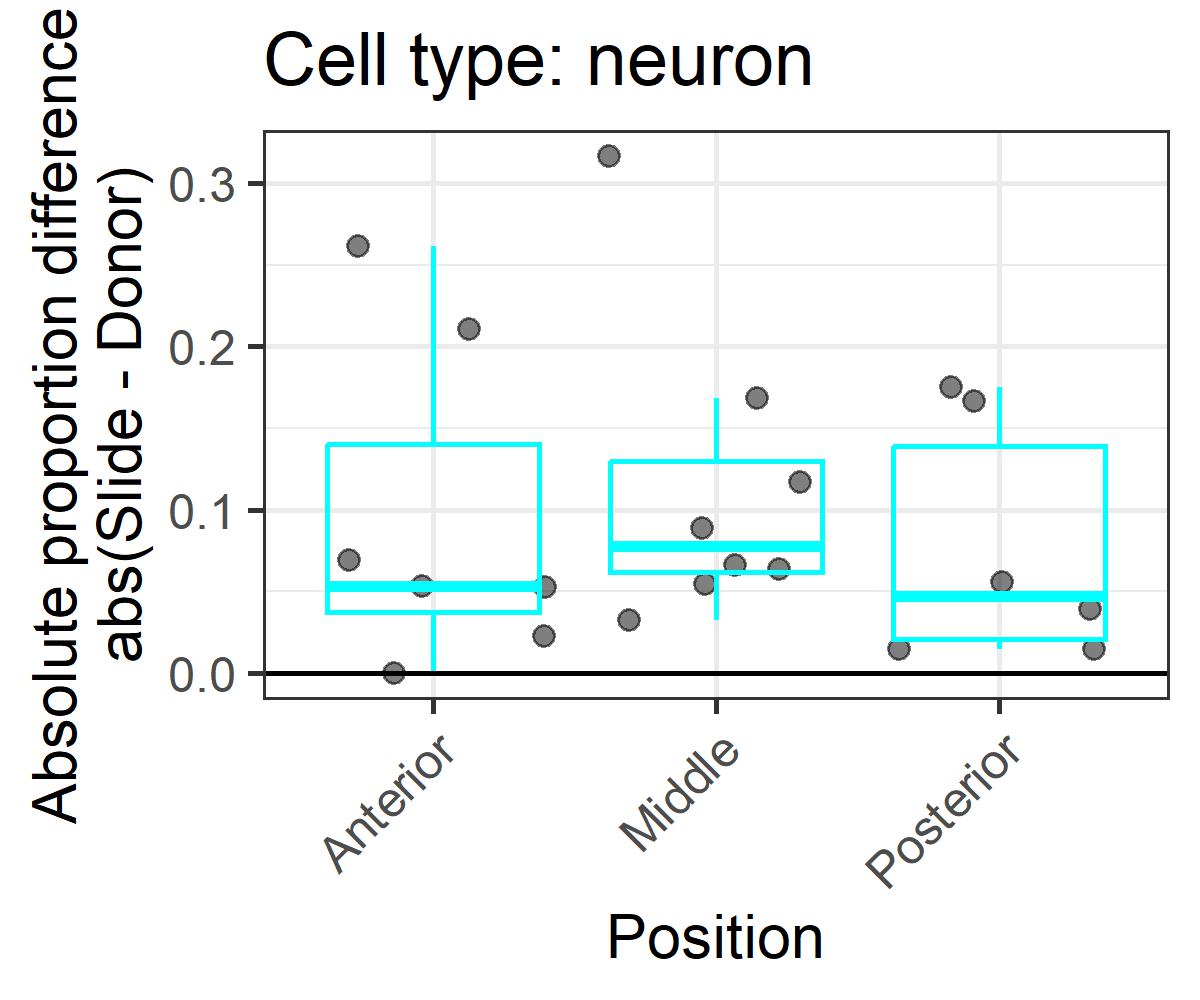 Cell type: neuron
Absolute proportion difference
abs(Slide - Donor)
0.3
0.2
0.1
0.0
Anterior
Middle
Posterior
Position